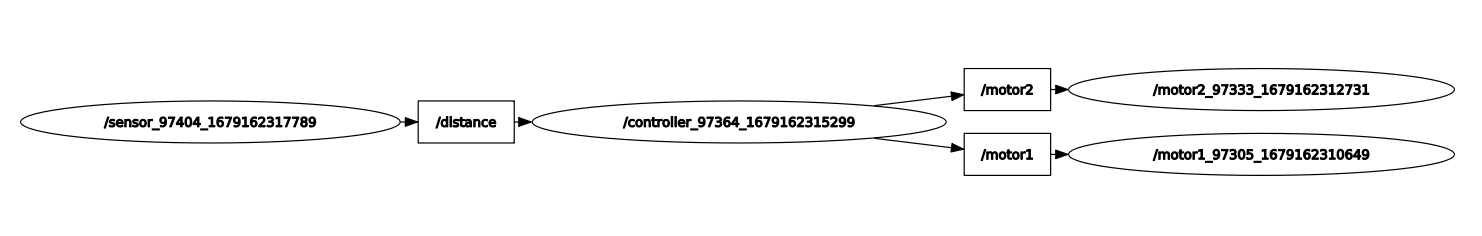 /sensor_97404_1679162317789
/distance
/controller_97364_1679162315299
/motor2
/motor2_97333_1679162312731
/motor1
/motor1_97305_1679162310649